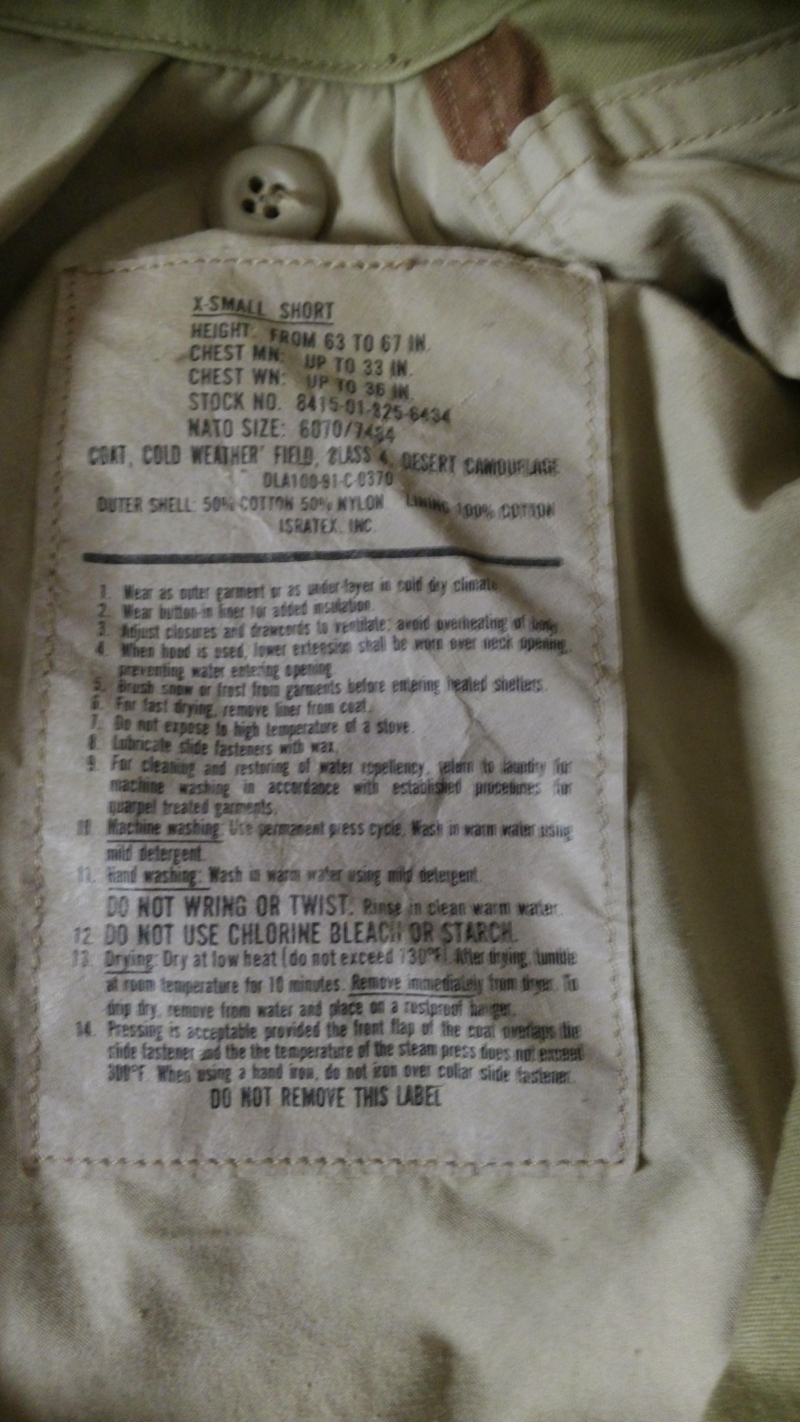 X-SMALL SHORT
HEIGHT: FROM 63 TO 67 IN.
CHEST MN: UP TO 33 IN.
CHEST WN: UP TO 36 IN.
STOCK NO. 8415-01-325-6434
NATO SIZE: 6070/7484
COAT, COLD WEATHER FIELD, CLASS 4, DESERT CAMOUFLAGE
DLA100-91-C-0370
OUTER SHELL: 50% COTTON 50% NYLON LINING 100% COTTON
ISRATEX, INC.
1. Wear as outer garment or as under-layer in cold dry climate.
2. Wear button-in liner for added insulation.
3. Adjust closures and drawcords to ventilate; avoid overheating of body.
4. When hood is used, lower extension shall be worn over neck opening,
preventing water entering opening.
5. Brush snow or frost from garments before entering heated shelters.
6. For fast drying, remove liner from coat.
7. Do not expose to high temperature of a stove.
8. Lubricate slide fasteners with wax.
9. For cleaning and restoring of water repellency, return to laundry for
machine washing in accordance with established procedures for
quarpel treated garments.
10. Machine washing: Use permanent press cycle. Wash in warm water using
mild detergent.
11. Hand washing: Wash in warm water using mild detergent.
DO NOT WRING OR TWIST. Rinse in clean warm water.
12. DO NOT USE CHLORINE BLEACH OR STARCH.
13. Drying: Dry at low heat (do not exceed 130°F). After drying, tumble
at room temperature for 10 minutes. Remove immediately from dryer. To
drip dry, remove from water and place on a rustproof hanger.
14. Pressing is acceptable provided the front flap of the coat overlaps the
slide fastener and the the temperature of the steam press does not exceed
300°F. When using a hand iron, do not iron over collar slide fastener.
DO NOT REMOVE THIS LABEL